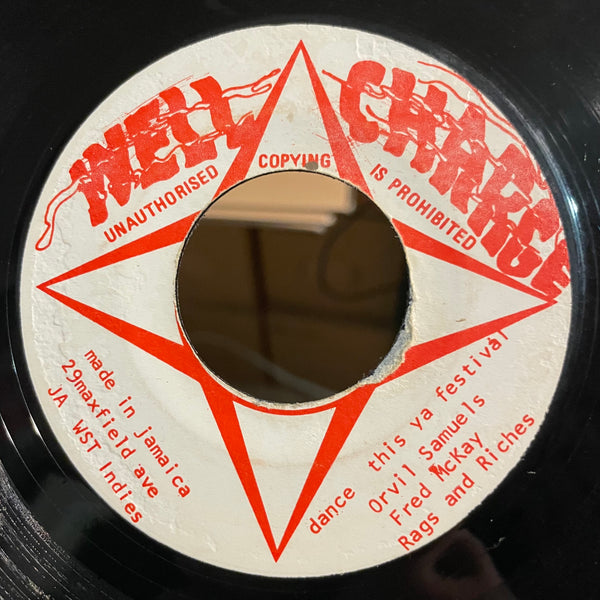 WELL CHARGE
UNAUTHORISED COPYING IS PROHIBITED
made in jamaica
29maxfield ave
JA WST Indies
dance this ya festival
Orvil Samuels
Fred McKay
Rags and Riches